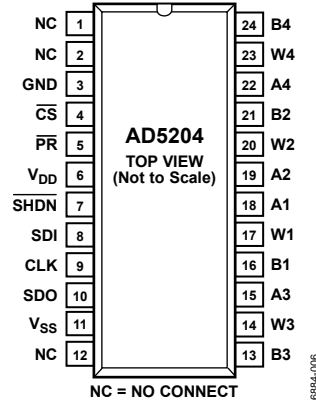 NC 1 24 B4
NC 2 23 W4
GND 3 22 A4
CS 4 21 B2
PR 5 20 W2
AD5204
TOP VIEW
(Not to Scale)
VDD 6 19 A2
SHDN 7 18 A1
SDI 8 17 W1
CLK 9 16 B1
SDO 10 15 A3
VSS 11 14 W3
NC 12 13 B3
NC = NO CONNECT
6884-006